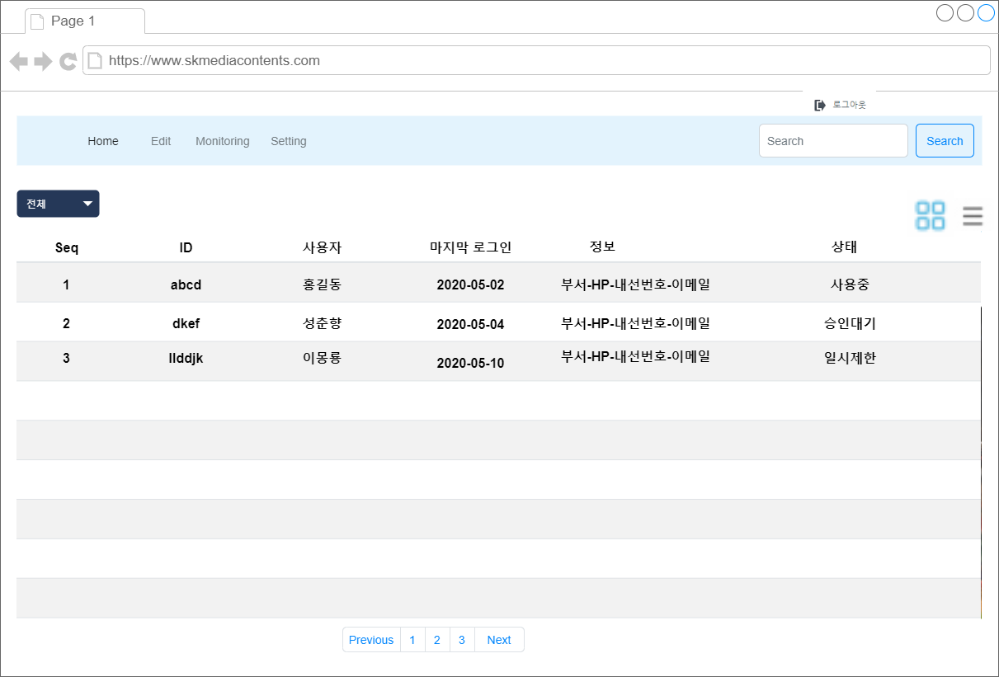 Page 1
https://www.skmediacontents.com
로그아웃
Home Edit Monitoring Setting Search Search
전체
Seq ID 사용자 마지막 로그인 정보 상태
1 abcd 홍길동 2020-05-02 부서-HP-내선번호-이메일 사용중
2 dkef 성춘향 2020-05-04 부서-HP-내선번호-이메일 승인대기
3 llddjk 이몽룡 2020-05-10 부서-HP-내선번호-이메일 일시제한
Previous 1 2 3 Next